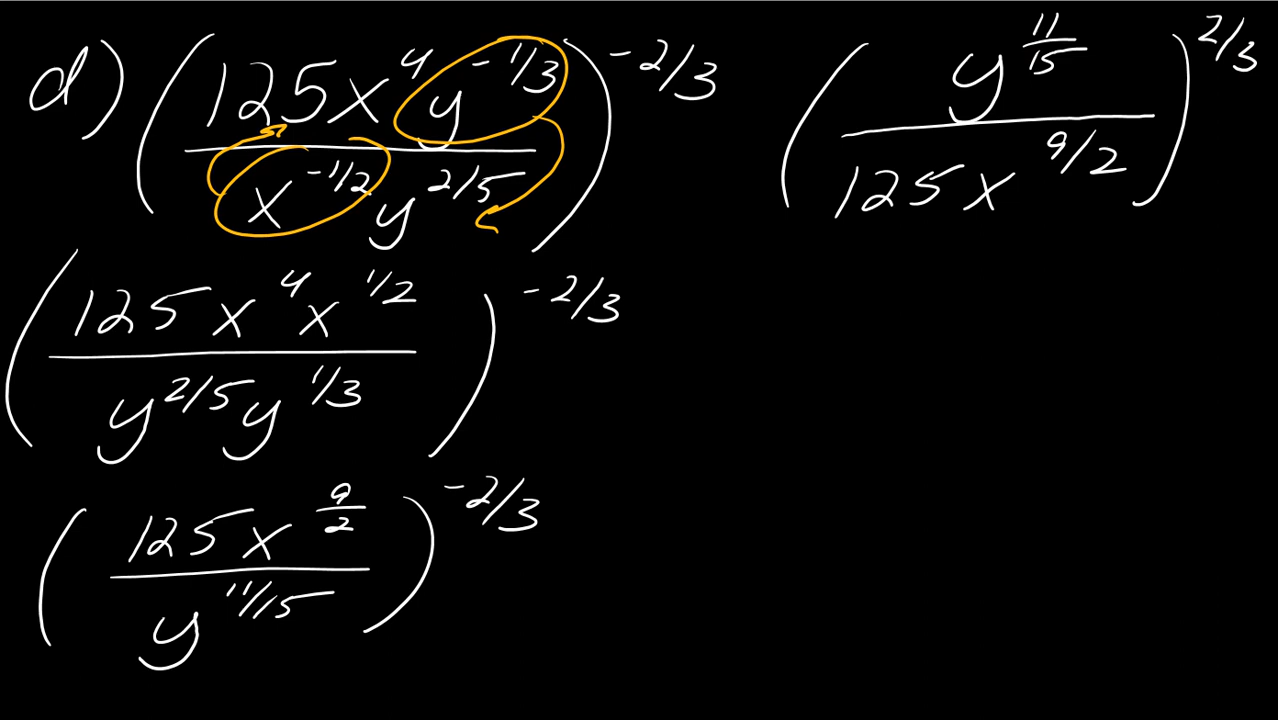 d) (125x^4 y^{-1/3} / x^{-1/2} y^{2/5})^{-2/3}
(125x^4 x^{1/2} / y^{2/5} y^{1/3})^{-2/3}
(125x^{9/2} / y^{11/15})^{-2/3}
(y^{11/15} / 125x^{9/2})^{2/3}